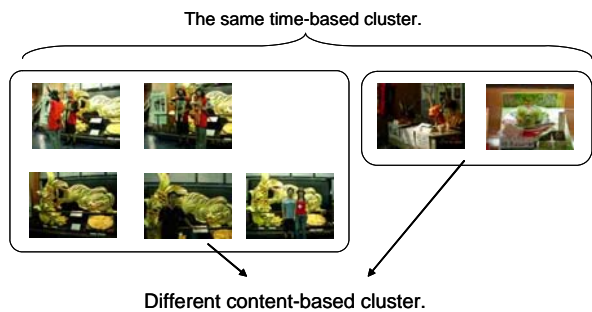 The same time-based cluster.
Different content-based cluster.